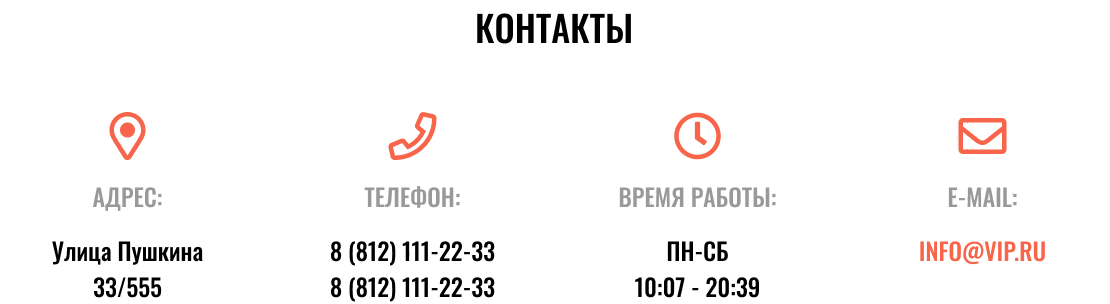 КОНТАКТЫ
АДРЕС:
Улица Пушкина
33/555
ТЕЛЕФОН:
8 (812) 111-22-33
8 (812) 111-22-33
ВРЕМЯ РАБОТЫ:
ПН-СБ
10:07 - 20:39
E-MAIL:
INFO@VIP.RU